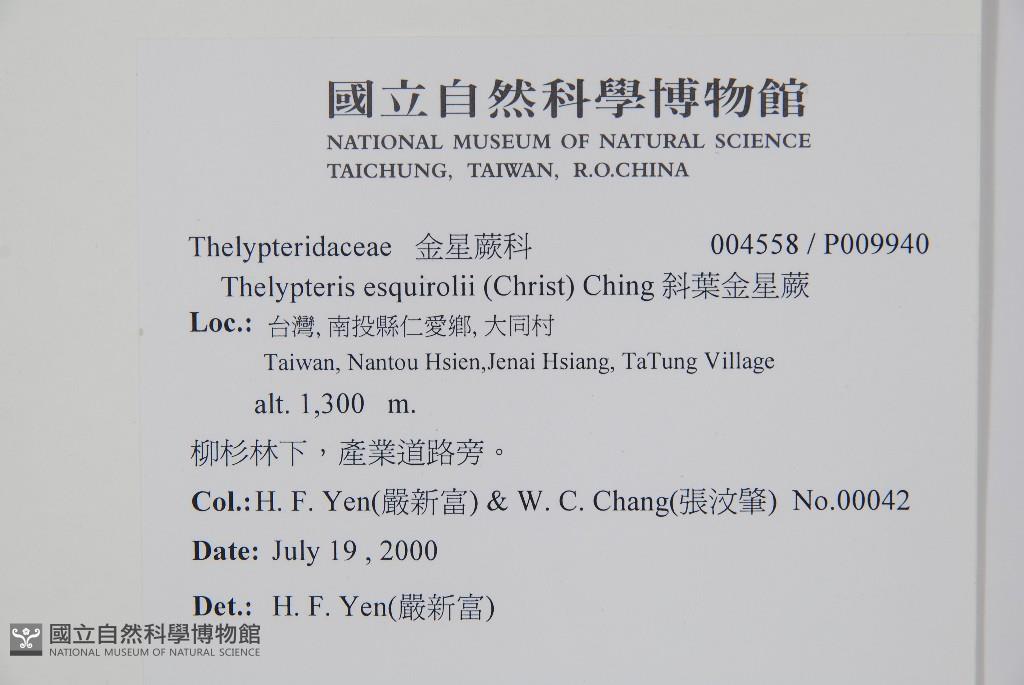 國立自然科學博物館
NATIONAL MUSEUM OF NATURAL SCIENCE
TAICHUNG, TAIWAN, R.O.CHINA
Thelypteridaceae 金星蕨科 004558 / P009940
Thelypteris esquirolii (Christ) Ching 斜葉金星蕨
Loc.: 台灣, 南投縣仁愛鄉, 大同村
Taiwan, Nantou Hsien,Jenai Hsiang, TaTung Village
alt. 1,300 m.
柳杉林下，產業道路旁。
Col.: H. F. Yen(嚴新富) & W. C. Chang(張汶肇) No.00042
Date: July 19 , 2000
Det.: H. F. Yen(嚴新富)
國立自然科學博物館
NATIONAL MUSEUM OF NATURAL SCIENCE